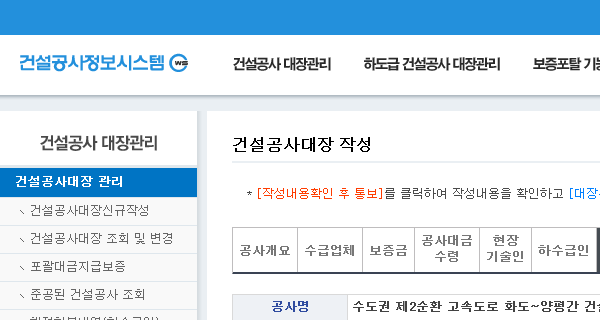 건설공사정보시스템 WS
건설공사 대장관리 하도급 건설공사 대장관리 보증포탈 기능
건설공사 대장관리
건설공사대장 관리
건설공사대장신규작성
건설공사대장 조회 및 변경
포괄대금지급보증
준공된 건설공사 조회
건설공사대장 작성
* [작성내용확인 후 통보]를 클릭하여 작성내용을 확인하고 [대장
공사개요 수급업체 보증금 공사대금 수령 현장 기술인 하수급인
공사명 수도권 제2순환 고속도로 화도~양평간 건설